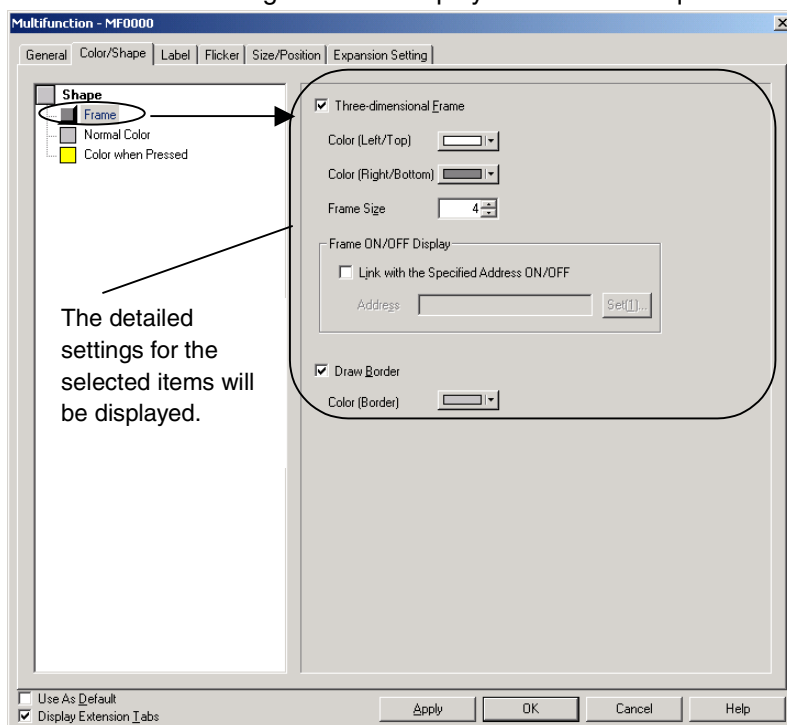 Multifunction - MF0000
General Color/Shape Label Flicker Size/Position Expansion Setting
Shape
Frame
Normal Color
Color when Pressed
Three-dimensional Frame
Color (Left/Top)
Color (Right/Bottom)
Frame Size 4
Frame ON/OFF Display
Link with the Specified Address ON/OFF
Address Set(1)...
Draw Border
Color (Border)
The detailed
settings for the
selected items will
be displayed.
Use As Default
Display Extension Tabs
Apply OK Cancel Help